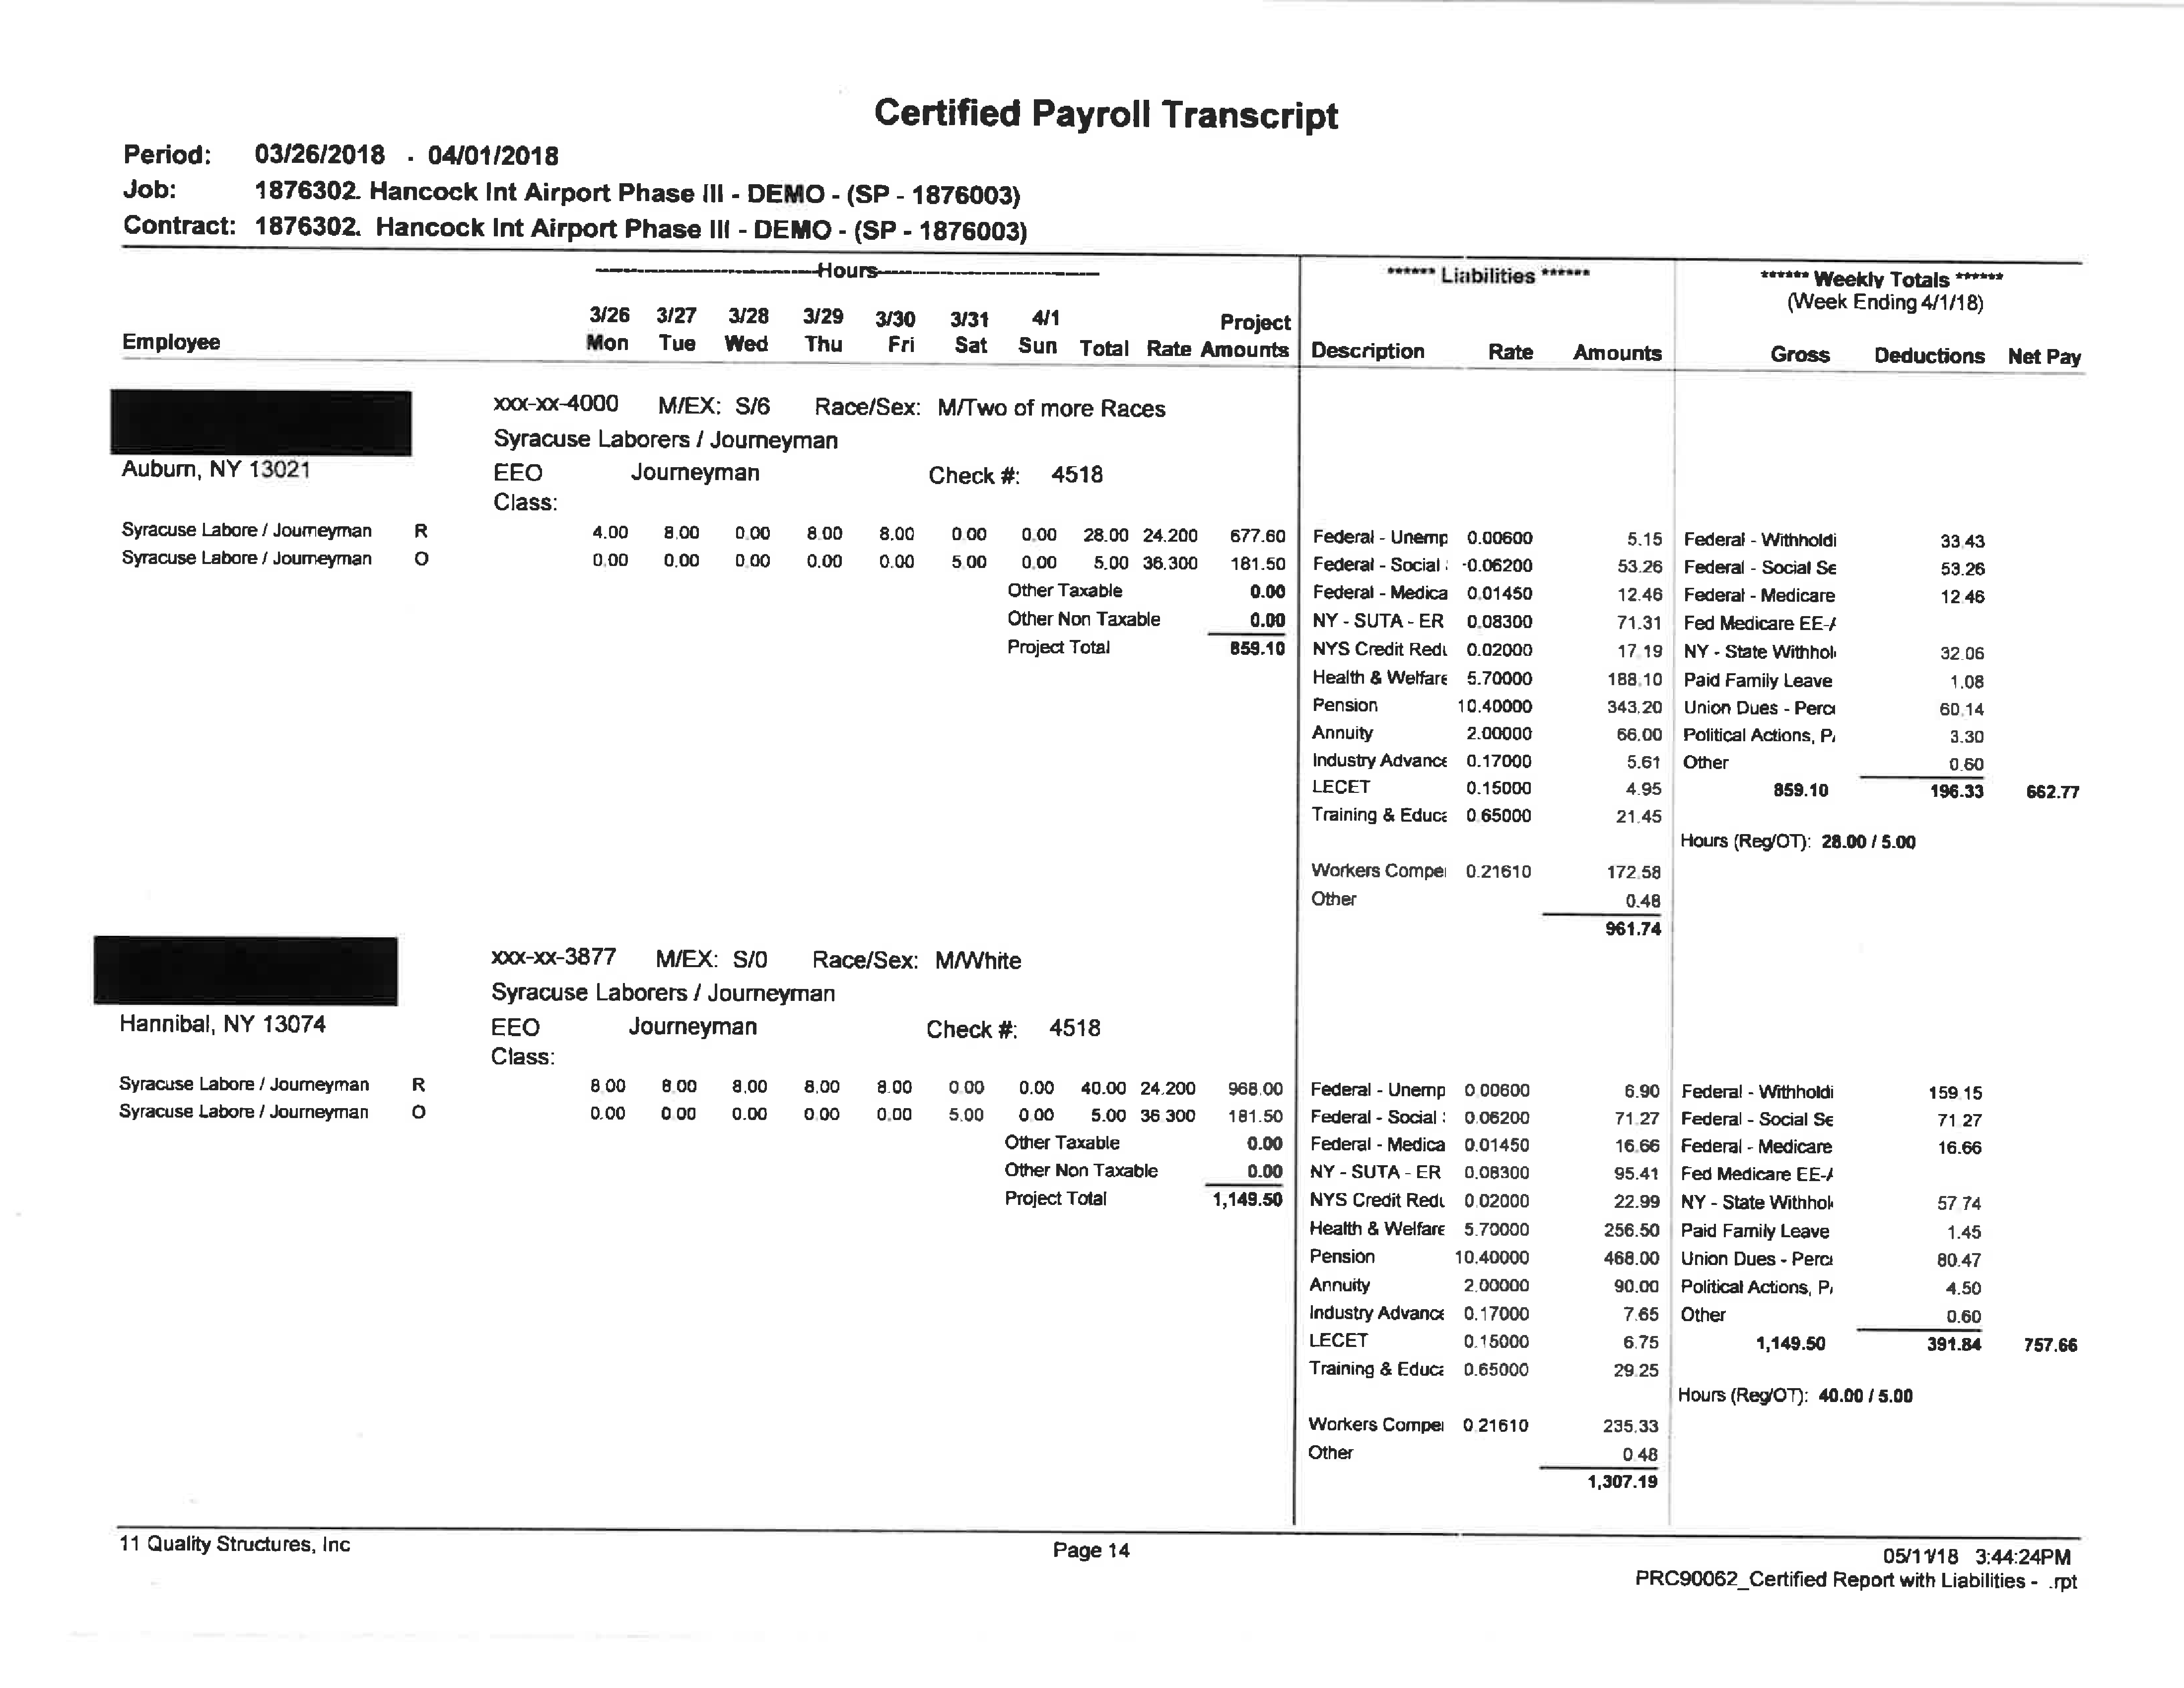 Certified Payroll Transcript
Period: 03/26/2018 - 04/01/2018
Job: 1876302. Hancock Int Airport Phase III - DEMO - (SP - 1876003)
Contract: 1876302. Hancock Int Airport Phase III - DEMO - (SP - 1876003)
Hours ****** Liabilities ****** ****** Weekly Totals ******
(Week Ending 4/1/18)
3/26 3/27 3/28 3/29 3/30 3/31 4/1 Project
Employee Mon Tue Wed Thu Fri Sat Sun Total Rate Amounts Description Rate Amounts Gross Deductions Net Pay
xxx-xx-4000 M/EX: S/6 Race/Sex: M/Two of more Races
Syracuse Laborers / Journeyman
Auburn, NY 13021 EEO Journeyman Check #: 4518
Class:
Syracuse Labore / Journeyman R 4.00 8.00 0.00 8.00 8.00 0.00 0.00 28.00 24.200 677.60 Federal - Unemp 0.00600 5.15 Federal - Withholdi 33.43
Syracuse Labore / Journeyman O 0.00 0.00 0.00 0.00 0.00 5.00 0.00 5.00 36.300 181.50 Federal - Social : -0.06200 53.26 Federal - Social Se 53.26
Other Taxable 0.00 Federal - Medica 0.01450 12.46 Federal - Medicare 12.46
Other Non Taxable 0.00 NY - SUTA - ER 0.08300 71.31 Fed Medicare EE-A
Project Total 859.10 NYS Credit Redu 0.02000 17.19 NY - State Withhol 32.06
Health & Welfare 5.70000 188.10 Paid Family Leave 1.08
Pension 10.40000 343.20 Union Dues - Perce 60.14
Annuity 2.00000 66.00 Political Actions, P 3.30
Industry Advance 0.17000 5.61 Other 0.60
LECET 0.15000 4.95 859.10 196.33 662.77
Training & Educa 0.65000 21.45
Hours (Reg/OT): 28.00 / 5.00
Workers Compe 0.21610 172.58
Other 0.48
961.74
xxx-xx-3877 M/EX: S/0 Race/Sex: M/White
Syracuse Laborers / Journeyman
Hannibal, NY 13074 EEO Journeyman Check #: 4518
Class:
Syracuse Labore / Journeyman R 8.00 8.00 8.00 8.00 8.00 0.00 0.00 40.00 24.200 968.00 Federal - Unemp 0.00600 6.90 Federal - Withholdi 159.15
Syracuse Labore / Journeyman O 0.00 0.00 0.00 0.00 0.00 5.00 0.00 5.00 36.300 181.50 Federal - Social : 0.06200 71.27 Federal - Social Se 71.27
Other Taxable 0.00 Federal - Medica 0.01450 16.66 Federal - Medicare 16.66
Other Non Taxable 0.00 NY - SUTA - ER 0.08300 95.41 Fed Medicare EE-A
Project Total 1,149.50 NYS Credit Redu 0.02000 22.99 NY - State Withhol 57.74
Health & Welfare 5.70000 256.50 Paid Family Leave 1.45
Pension 10.40000 468.00 Union Dues - Perce 80.47
Annuity 2.00000 90.00 Political Actions, P 4.50
Industry Advance 0.17000 7.65 Other 0.60
LECET 0.15000 6.75 1,149.50 391.84 757.66
Training & Educa 0.65000 29.25
Hours (Reg/OT): 40.00 / 5.00
Workers Compe 0.21610 235.33
Other 0.48
1,307.19
11 Quality Structures, Inc Page 14 05/11/18 3:44:24PM
PRC90062_Certified Report with Liabilities - .rpt